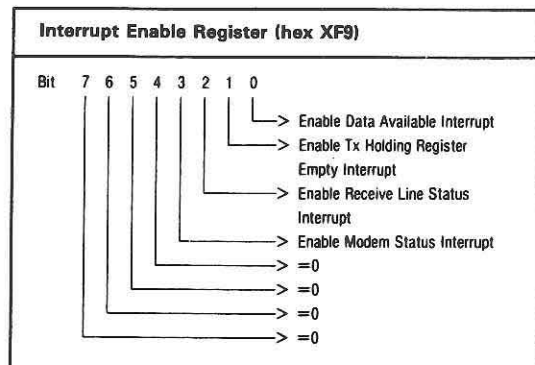 Interrupt Enable Register (hex XF9)
Bit 7 6 5 4 3 2 1 0
Enable Data Available Interrupt
Enable Tx Holding Register
Empty Interrupt
Enable Receive Line Status
Interrupt
Enable Modem Status Interrupt
=0
=0
=0
=0